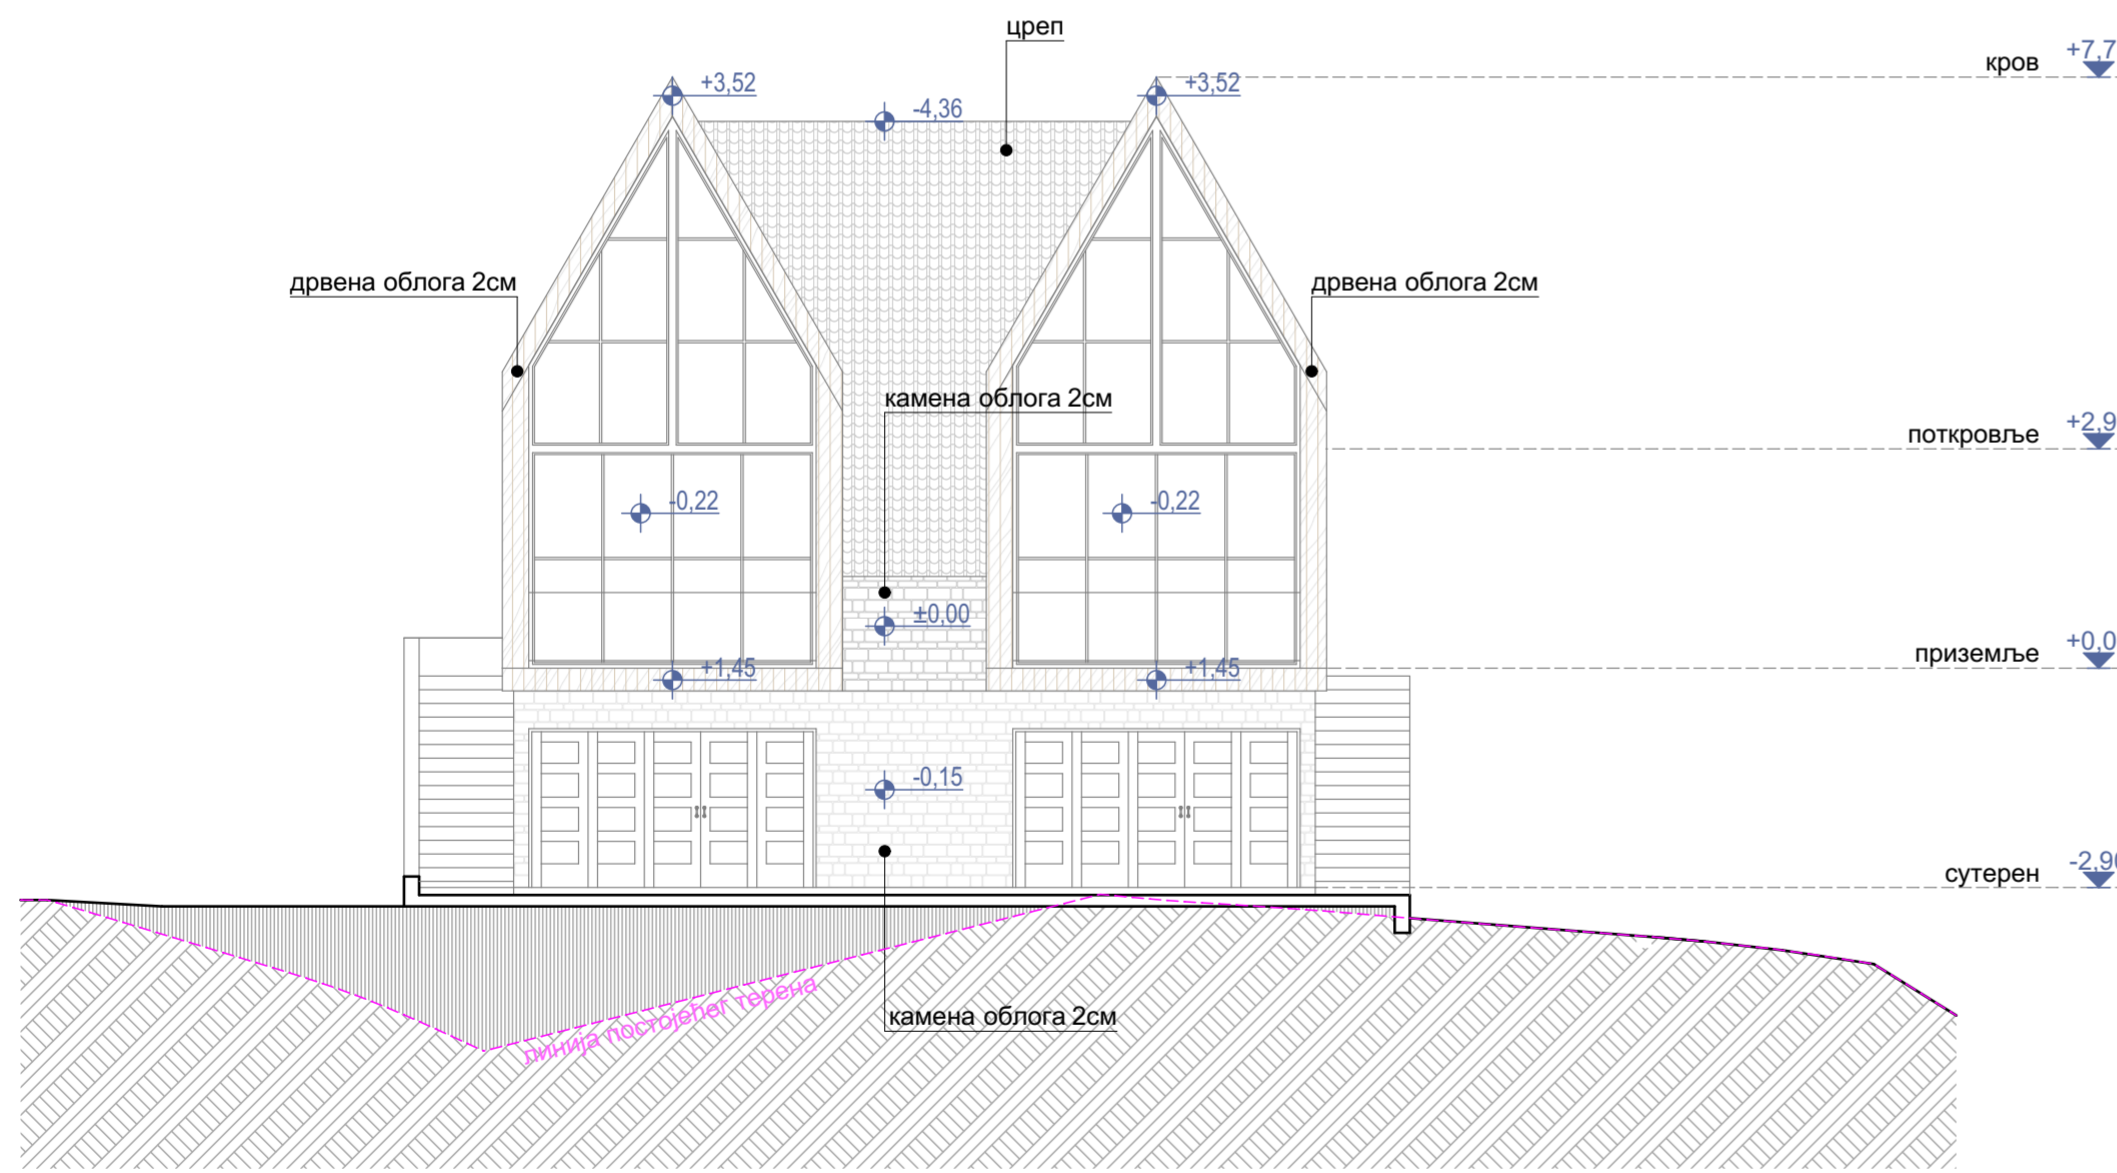 цреп
+7,7
кров
+3,52
+3,52
-4,36
дрвена облога 2см
дрвена облога 2см
камена облога 2см
+2,9
поткровље
-0,22
-0,22
±0,00
+0,0
приземље
+1,45
+1,45
-0,15
-2,90
сутерен
линија постојећег терена
камена облога 2см